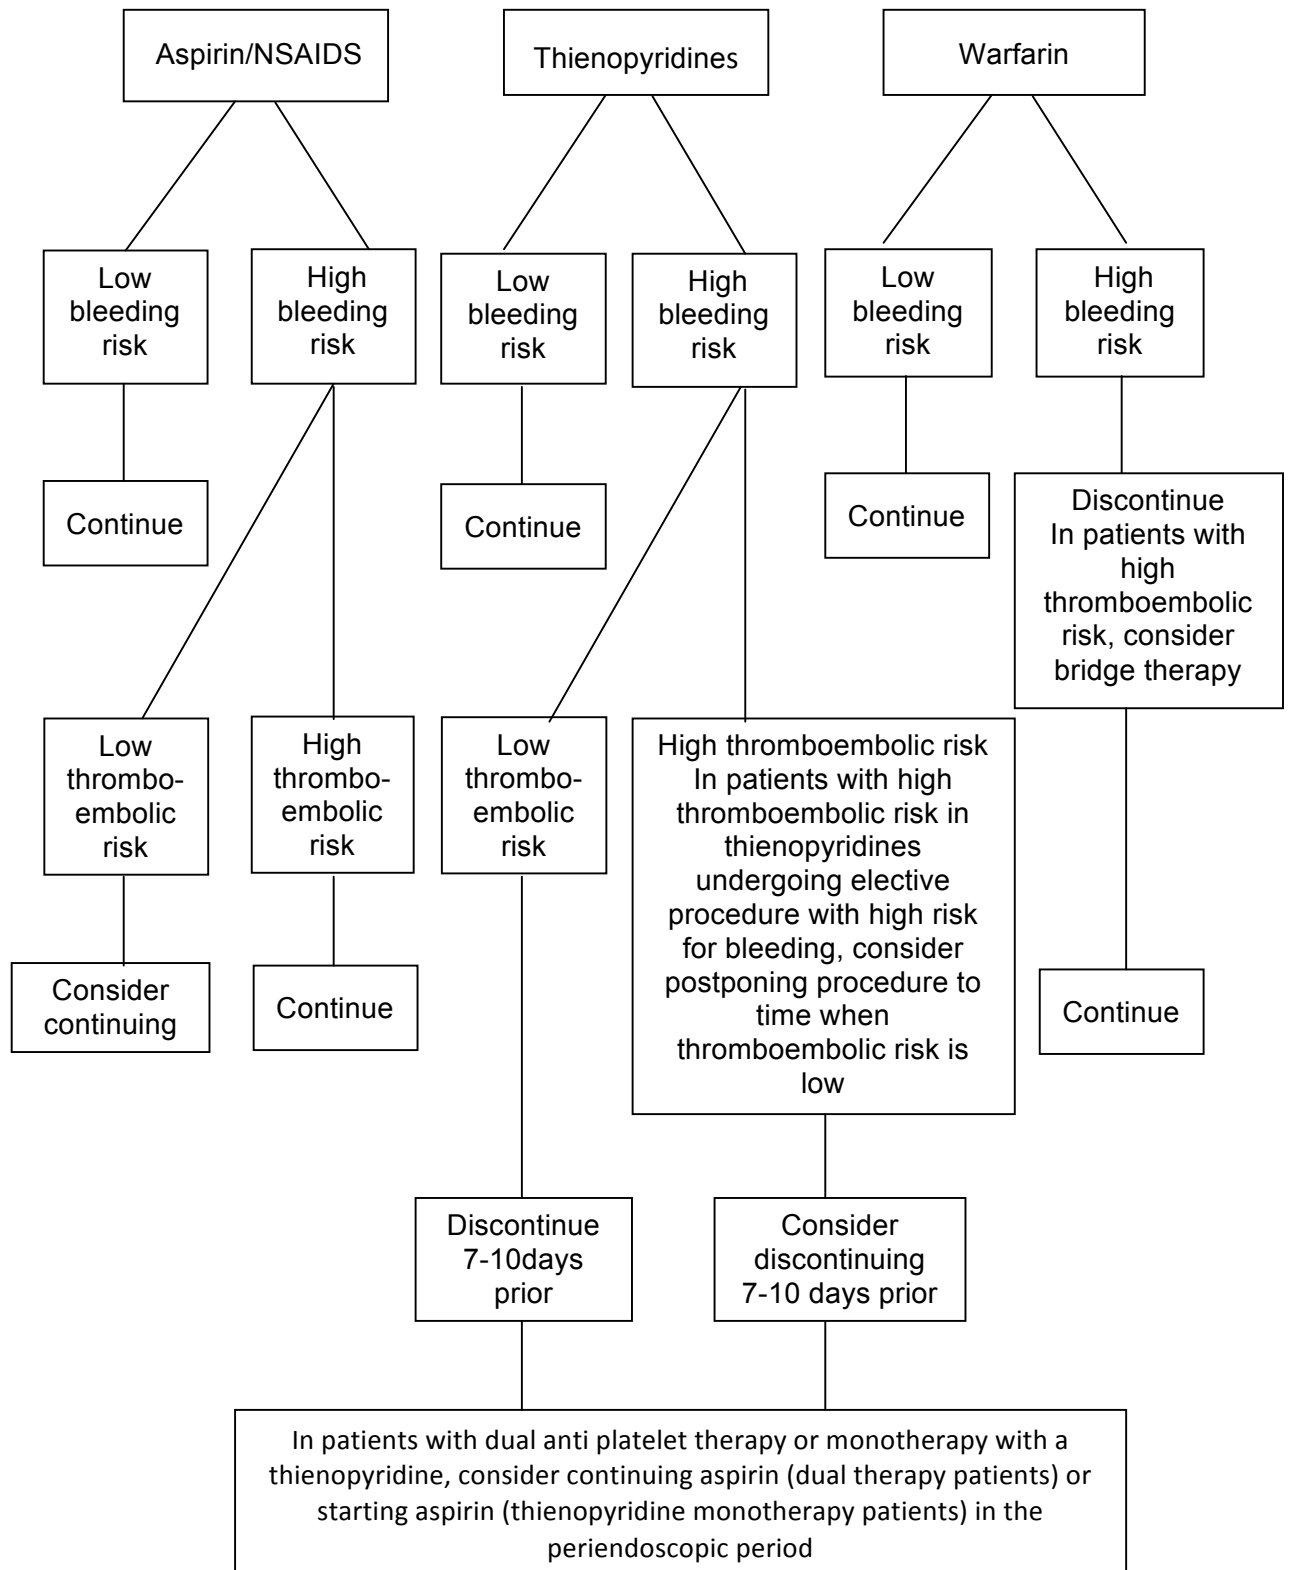 Aspirin/NSAIDS
Thienopyridines
Warfarin
Low
bleeding
risk
High
bleeding
risk
Low
bleeding
risk
High
bleeding
risk
Low
bleeding
risk
High
bleeding
risk
Continue
Continue
Continue
Discontinue
In patients with
high
thromboembolic
risk, consider
bridge therapy
Low
thrombo-
embolic
risk
High
thrombo-
embolic
risk
Low
thrombo-
embolic
risk
High thromboembolic risk
In patients with high
thromboembolic risk in
thienopyridines
undergoing elective
procedure with high risk
for bleeding, consider
postponing procedure to
time when
thromboembolic risk is
low
Consider
continuing
Continue
Continue
Discontinue
7-10days
prior
Consider
discontinuing
7-10 days prior
In patients with dual anti platelet therapy or monotherapy with a
thienopyridine, consider continuing aspirin (dual therapy patients) or
starting aspirin (thienopyridine monotherapy patients) in the
periendoscopic period